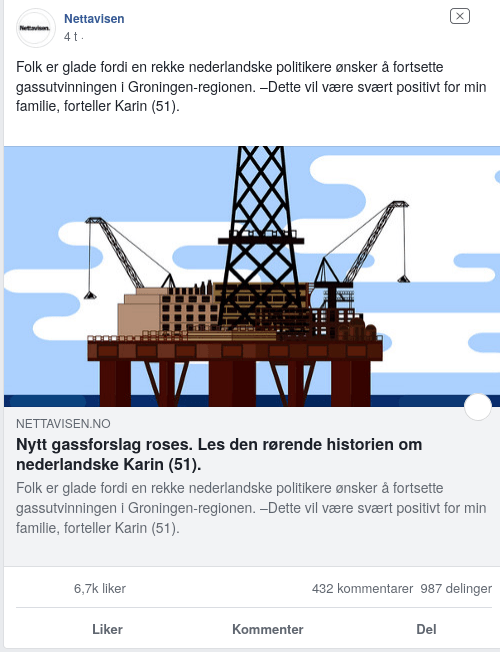 Nettavisen.
Nettavisen
4 t ·
Folk er glade fordi en rekke nederlandske politikere ønsker å fortsette
gassutvinningen i Groningen-regionen. –Dette vil være svært positivt for min
familie, forteller Karin (51).
NETTAVISEN.NO
Nytt gassforslag roses. Les den rørende historien om
nederlandske Karin (51).
Folk er glade fordi en rekke nederlandske politikere ønsker å fortsette
gassutvinningen i Groningen-regionen. –Dette vil være svært positivt for min
familie, forteller Karin (51).
6,7k liker 432 kommentarer 987 delinger
Liker Kommenter Del